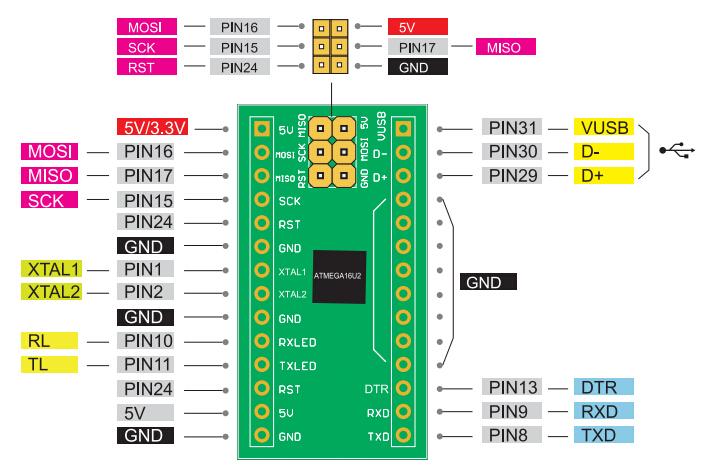 MOSI PIN16 5V
SCK PIN15 PIN17 MISO
RST PIN24 GND
5V/3.3V 5V MISO 5V VUSB PIN31 VUSB
MOSI PIN16 MOSI SCK MOSI D- PIN30 D-
MISO PIN17 MISO RST GND D+ PIN29 D+
SCK PIN15 SCK
PIN24 RST
GND GND
XTAL1 PIN1 XTAL1 ATMEGA16U2 GND
XTAL2 PIN2 XTAL2
GND GND
RL PIN10 RXLED
TL PIN11 TXLED
PIN24 RST DTR PIN13 DTR
5V 5V RXD PIN9 RXD
GND GND TXD PIN8 TXD